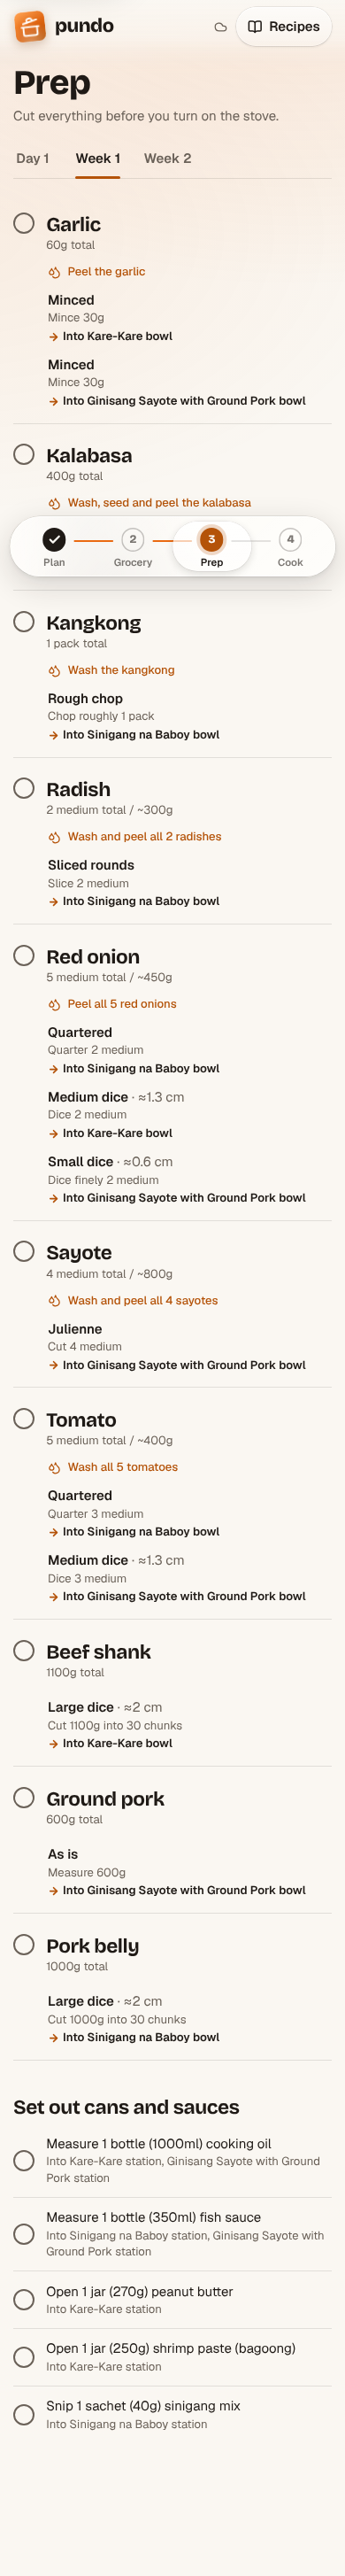 pundo
Recipes
Prep
Cut everything before you turn on the stove.
Day 1 Week 1 Week 2
Garlic
60g total
Peel the garlic
Minced
Mince 30g
→ Into Kare-Kare bowl
Minced
Mince 30g
→ Into Ginisang Sayote with Ground Pork bowl
Kalabasa
400g total
Wash, seed and peel the kalabasa
2 3 4
Plan Grocery Prep Cook
Kangkong
1 pack total
Wash the kangkong
Rough chop
Chop roughly 1 pack
→ Into Sinigang na Baboy bowl
Radish
2 medium total / ~300g
Wash and peel all 2 radishes
Sliced rounds
Slice 2 medium
→ Into Sinigang na Baboy bowl
Red onion
5 medium total / ~450g
Peel all 5 red onions
Quartered
Quarter 2 medium
→ Into Sinigang na Baboy bowl
Medium dice · ≈1.3 cm
Dice 2 medium
→ Into Kare-Kare bowl
Small dice · ≈0.6 cm
Dice finely 2 medium
→ Into Ginisang Sayote with Ground Pork bowl
Sayote
4 medium total / ~800g
Wash and peel all 4 sayotes
Julienne
Cut 4 medium
→ Into Ginisang Sayote with Ground Pork bowl
Tomato
5 medium total / ~400g
Wash all 5 tomatoes
Quartered
Quarter 3 medium
→ Into Sinigang na Baboy bowl
Medium dice · ≈1.3 cm
Dice 3 medium
→ Into Ginisang Sayote with Ground Pork bowl
Beef shank
1100g total
Large dice · ≈2 cm
Cut 1100g into 30 chunks
→ Into Kare-Kare bowl
Ground pork
600g total
As is
Measure 600g
→ Into Ginisang Sayote with Ground Pork bowl
Pork belly
1000g total
Large dice · ≈2 cm
Cut 1000g into 30 chunks
→ Into Sinigang na Baboy bowl
Set out cans and sauces
Measure 1 bottle (1000ml) cooking oil
Into Kare-Kare station, Ginisang Sayote with Ground
Pork station
Measure 1 bottle (350ml) fish sauce
Into Sinigang na Baboy station, Ginisang Sayote with
Ground Pork station
Open 1 jar (270g) peanut butter
Into Kare-Kare station
Open 1 jar (250g) shrimp paste (bagoong)
Into Kare-Kare station
Snip 1 sachet (40g) sinigang mix
Into Sinigang na Baboy station